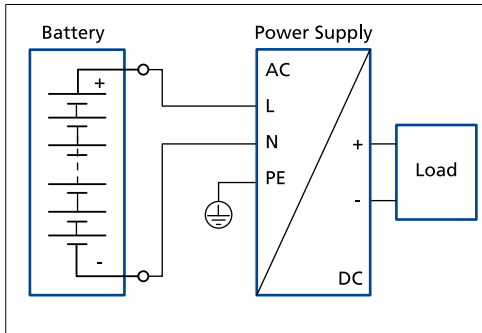 Battery
Power Supply
+
-
AC
L
N
PE
+
-
DC
Load